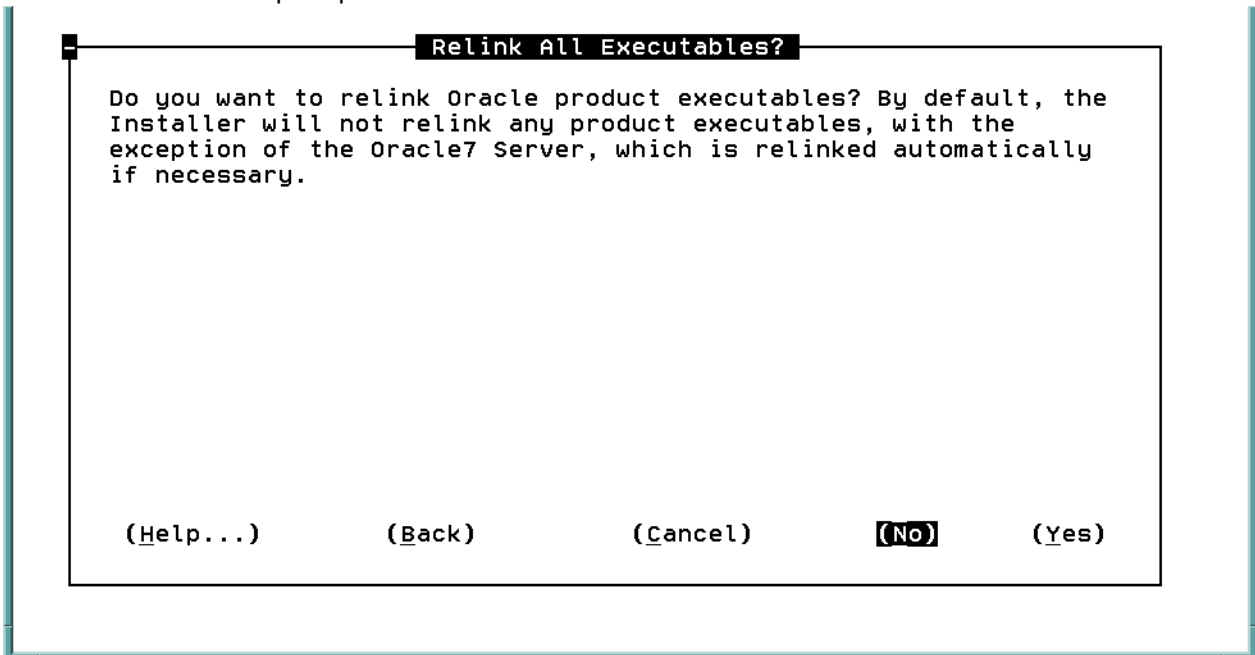 Relink All Executables?
Do you want to relink Oracle product executables? By default, the
Installer will not relink any product executables, with the
exception of the Oracle7 Server, which is relinked automatically
if necessary.
(Help...) (Back) (Cancel) (No) (Yes)